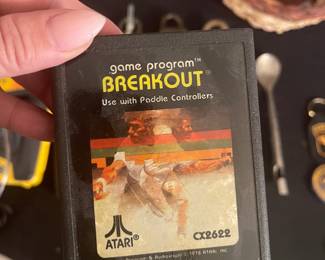 game program™
BREAKOUT®
Use with Paddle Controllers
ATARI®
CX2622